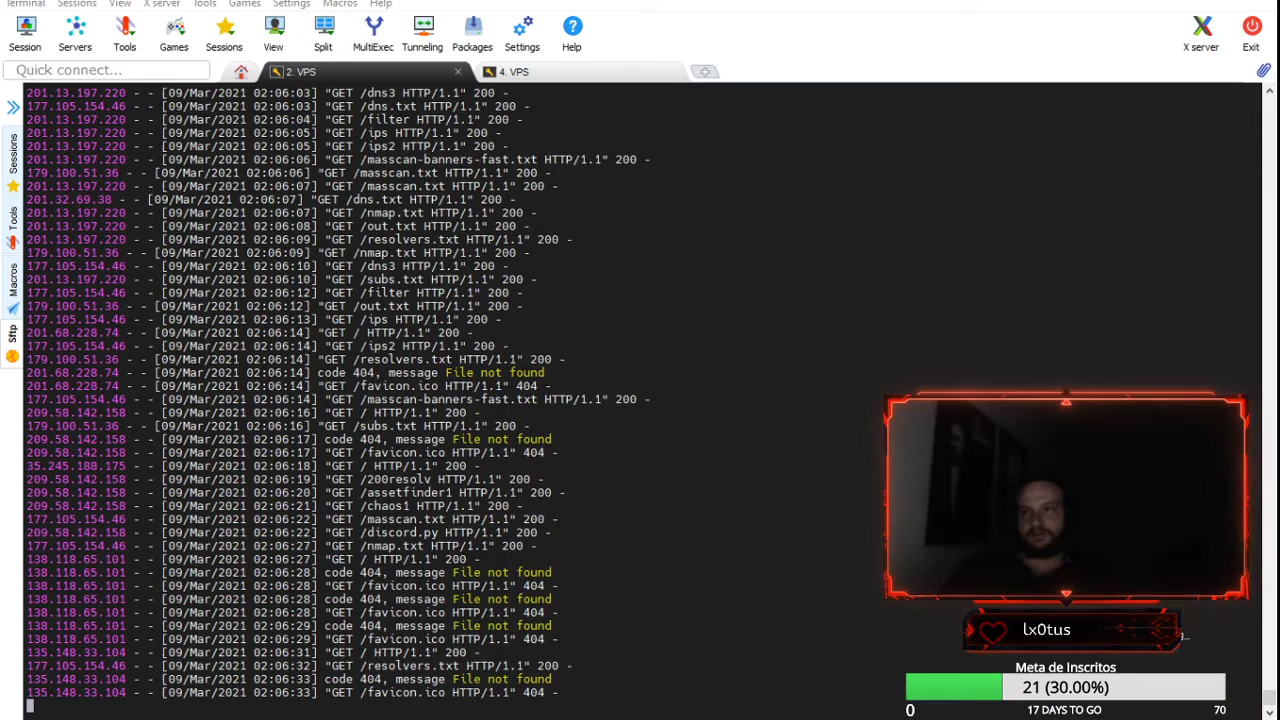 Terminal Sessions View X server Tools Games Settings Macros Help
Session Servers Tools Games Sessions View Split MultiExec Tunneling Packages Settings Help X server Exit
Quick connect... 2. VPS 4. VPS
Sessions
Tools
Macros
Sftp
201.13.197.220 - - [09/Mar/2021 02:06:03] "GET /dns3 HTTP/1.1" 200 -
177.105.154.46 - - [09/Mar/2021 02:06:03] "GET /dns.txt HTTP/1.1" 200 -
201.13.197.220 - - [09/Mar/2021 02:06:04] "GET /filter HTTP/1.1" 200 -
201.13.197.220 - - [09/Mar/2021 02:06:05] "GET /ips HTTP/1.1" 200 -
201.13.197.220 - - [09/Mar/2021 02:06:05] "GET /ips2 HTTP/1.1" 200 -
201.13.197.220 - - [09/Mar/2021 02:06:06] "GET /masscan-banners-fast.txt HTTP/1.1" 200 -
179.100.51.36 - - [09/Mar/2021 02:06:06] "GET /masscan.txt HTTP/1.1" 200 -
201.13.197.220 - - [09/Mar/2021 02:06:07] "GET /masscan.txt HTTP/1.1" 200 -
201.32.69.38 - - [09/Mar/2021 02:06:07] "GET /dns.txt HTTP/1.1" 200 -
201.13.197.220 - - [09/Mar/2021 02:06:07] "GET /nmap.txt HTTP/1.1" 200 -
201.13.197.220 - - [09/Mar/2021 02:06:08] "GET /out.txt HTTP/1.1" 200 -
201.13.197.220 - - [09/Mar/2021 02:06:09] "GET /resolvers.txt HTTP/1.1" 200 -
179.100.51.36 - - [09/Mar/2021 02:06:09] "GET /nmap.txt HTTP/1.1" 200 -
177.105.154.46 - - [09/Mar/2021 02:06:10] "GET /dns3 HTTP/1.1" 200 -
201.13.197.220 - - [09/Mar/2021 02:06:10] "GET /subs.txt HTTP/1.1" 200 -
177.105.154.46 - - [09/Mar/2021 02:06:12] "GET /filter HTTP/1.1" 200 -
179.100.51.36 - - [09/Mar/2021 02:06:12] "GET /out.txt HTTP/1.1" 200 -
177.105.154.46 - - [09/Mar/2021 02:06:13] "GET /ips HTTP/1.1" 200 -
201.68.228.74 - - [09/Mar/2021 02:06:14] "GET / HTTP/1.1" 200 -
177.105.154.46 - - [09/Mar/2021 02:06:14] "GET /ips2 HTTP/1.1" 200 -
179.100.51.36 - - [09/Mar/2021 02:06:14] "GET /resolvers.txt HTTP/1.1" 200 -
201.68.228.74 - - [09/Mar/2021 02:06:14] code 404, message File not found
201.68.228.74 - - [09/Mar/2021 02:06:14] "GET /favicon.ico HTTP/1.1" 404 -
177.105.154.46 - - [09/Mar/2021 02:06:14] "GET /masscan-banners-fast.txt HTTP/1.1" 200 -
209.58.142.158 - - [09/Mar/2021 02:06:16] "GET / HTTP/1.1" 200 -
179.100.51.36 - - [09/Mar/2021 02:06:16] "GET /subs.txt HTTP/1.1" 200 -
209.58.142.158 - - [09/Mar/2021 02:06:17] code 404, message File not found
209.58.142.158 - - [09/Mar/2021 02:06:17] "GET /favicon.ico HTTP/1.1" 404 -
35.245.188.175 - - [09/Mar/2021 02:06:18] "GET / HTTP/1.1" 200 -
209.58.142.158 - - [09/Mar/2021 02:06:19] "GET /200resolv HTTP/1.1" 200 -
209.58.142.158 - - [09/Mar/2021 02:06:20] "GET /assetfinder1 HTTP/1.1" 200 -
209.58.142.158 - - [09/Mar/2021 02:06:21] "GET /chaos1 HTTP/1.1" 200 -
177.105.154.46 - - [09/Mar/2021 02:06:22] "GET /masscan.txt HTTP/1.1" 200 -
209.58.142.158 - - [09/Mar/2021 02:06:22] "GET /discord.py HTTP/1.1" 200 -
177.105.154.46 - - [09/Mar/2021 02:06:27] "GET /nmap.txt HTTP/1.1" 200 -
138.118.65.101 - - [09/Mar/2021 02:06:27] "GET / HTTP/1.1" 200 -
138.118.65.101 - - [09/Mar/2021 02:06:28] code 404, message File not found
138.118.65.101 - - [09/Mar/2021 02:06:28] "GET /favicon.ico HTTP/1.1" 404 -
138.118.65.101 - - [09/Mar/2021 02:06:28] code 404, message File not found
138.118.65.101 - - [09/Mar/2021 02:06:28] "GET /favicon.ico HTTP/1.1" 404 -
138.118.65.101 - - [09/Mar/2021 02:06:29] code 404, message File not found
138.118.65.101 - - [09/Mar/2021 02:06:29] "GET /favicon.ico HTTP/1.1" 404 -
135.148.33.104 - - [09/Mar/2021 02:06:31] "GET / HTTP/1.1" 200 -
177.105.154.46 - - [09/Mar/2021 02:06:32] "GET /resolvers.txt HTTP/1.1" 200 -
135.148.33.104 - - [09/Mar/2021 02:06:33] code 404, message File not found
135.148.33.104 - - [09/Mar/2021 02:06:33] "GET /favicon.ico HTTP/1.1" 404 -
lx0tus
Meta de Inscritos
21 (30.00%)
0 17 DAYS TO GO 70